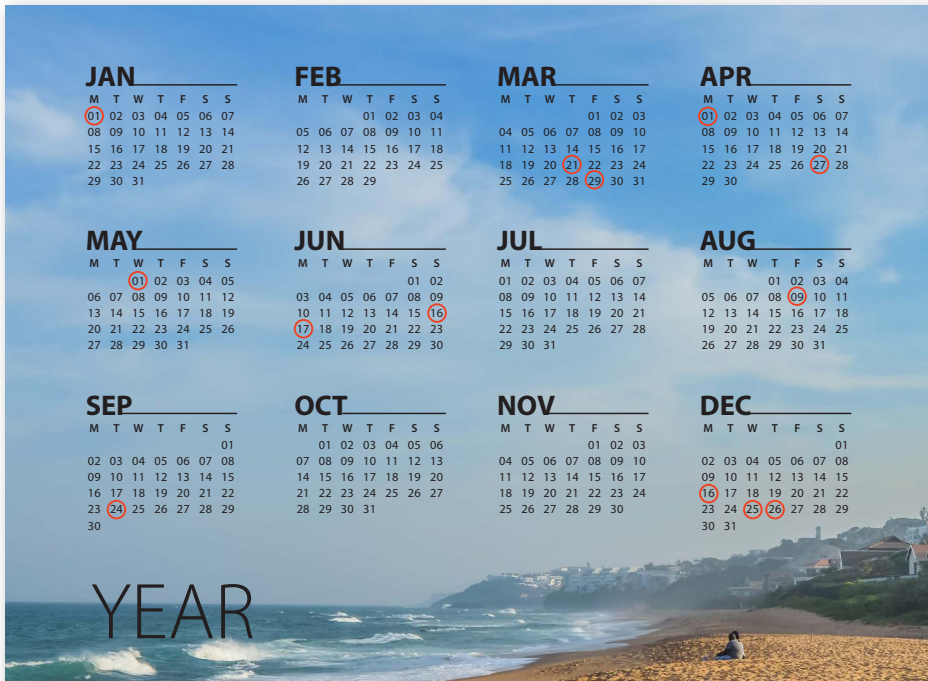 JAN
M T W T F S S
01 02 03 04 05 06 07
08 09 10 11 12 13 14
15 16 17 18 19 20 21
22 23 24 25 26 27 28
29 30 31
FEB
M T W T F S S
01 02 03 04
05 06 07 08 09 10 11
12 13 14 15 16 17 18
19 20 21 22 23 24 25
26 27 28 29
MAR
M T W T F S S
01 02 03
04 05 06 07 08 09 10
11 12 13 14 15 16 17
18 19 20 21 22 23 24
25 26 27 28 29 30 31
APR
M T W T F S S
01 02 03 04 05 06 07
08 09 10 11 12 13 14
15 16 17 18 19 20 21
22 23 24 25 26 27 28
29 30
MAY
M T W T F S S
01 02 03 04 05
06 07 08 09 10 11 12
13 14 15 16 17 18 19
20 21 22 23 24 25 26
27 28 29 30 31
JUN
M T W T F S S
01 02
03 04 05 06 07 08 09
10 11 12 13 14 15 16
17 18 19 20 21 22 23
24 25 26 27 28 29 30
JUL
M T W T F S S
01 02 03 04 05 06 07
08 09 10 11 12 13 14
15 16 17 18 19 20 21
22 23 24 25 26 27 28
29 30 31
AUG
M T W T F S S
01 02 03 04
05 06 07 08 09 10 11
12 13 14 15 16 17 18
19 20 21 22 23 24 25
26 27 28 29 30 31
SEP
M T W T F S S
01
02 03 04 05 06 07 08
09 10 11 12 13 14 15
16 17 18 19 20 21 22
23 24 25 26 27 28 29
30
OCT
M T W T F S S
01 02 03 04 05 06
07 08 09 10 11 12 13
14 15 16 17 18 19 20
21 22 23 24 25 26 27
28 29 30 31
NOV
M T W T F S S
01 02 03
04 05 06 07 08 09 10
11 12 13 14 15 16 17
18 19 20 21 22 23 24
25 26 27 28 29 30
DEC
M T W T F S S
01
02 03 04 05 06 07 08
09 10 11 12 13 14 15
16 17 18 19 20 21 22
23 24 25 26 27 28 29
30 31
YEAR